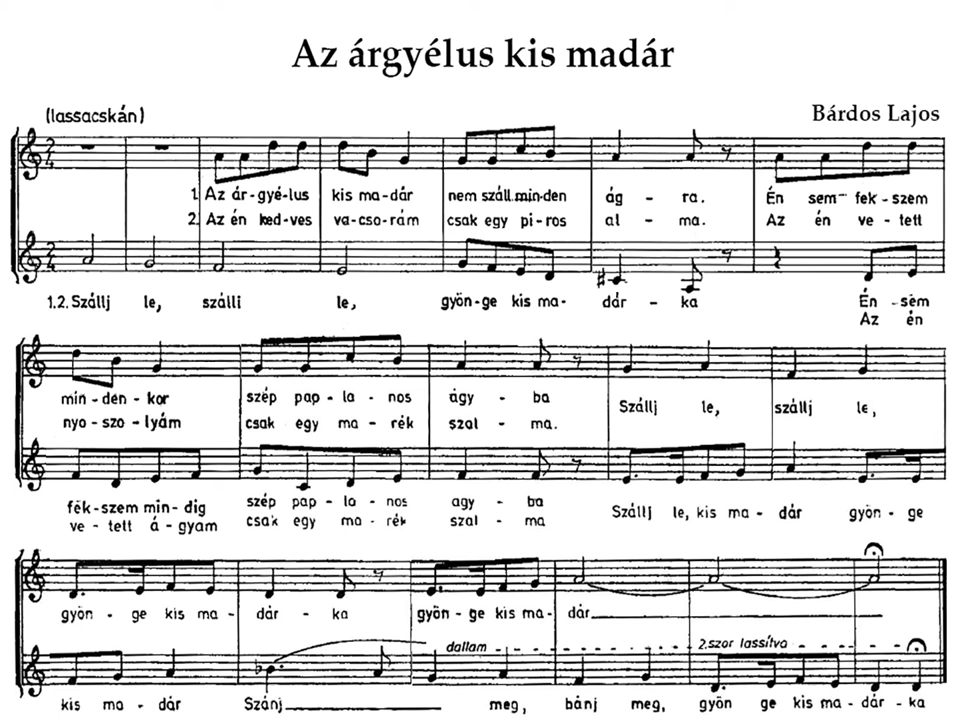 Az árgyélus kis madár
(lassacskán)
Bárdos Lajos
1. Az ár-gyé-lus kis ma-dár nem száll min-den ág - ra. Én sem fek-szem
2. Az én ked-ves va-cso-rám csak egy pi-ros al - ma. Az én ve-tett
1.2. Szállj le, szálli le, gyön-ge kis ma- dár - ka Én-sem
Az én
min-den-kor szép pap-la-nos ágy - ba Szállj le, szállj le,
nyo-szo-lyám csak egy ma-rék szal - ma.
fék-szem min-dig szép pap-la-nos agy - ba Szállj le, kis ma - dár gyön - ge
ve-tett á-gyam csak egy ma-rék szal - ma
gyön-ge kis ma- dár-ka gyön-ge kis ma- dár
dallam 2.szor lassítva
kis ma - dár Szánj meg, bánj meg, gyön-ge kis ma-dár-ka